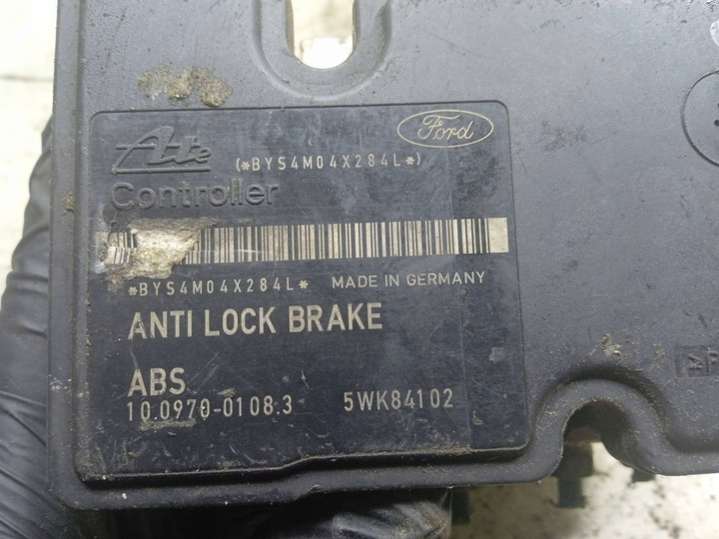 Ate (*BYS4M04X284L*) Ford
Controller
*BYS4M04X284L* MADE IN GERMANY
ANTI LOCK BRAKE
ABS
10.0970-0108.3 5WK84102